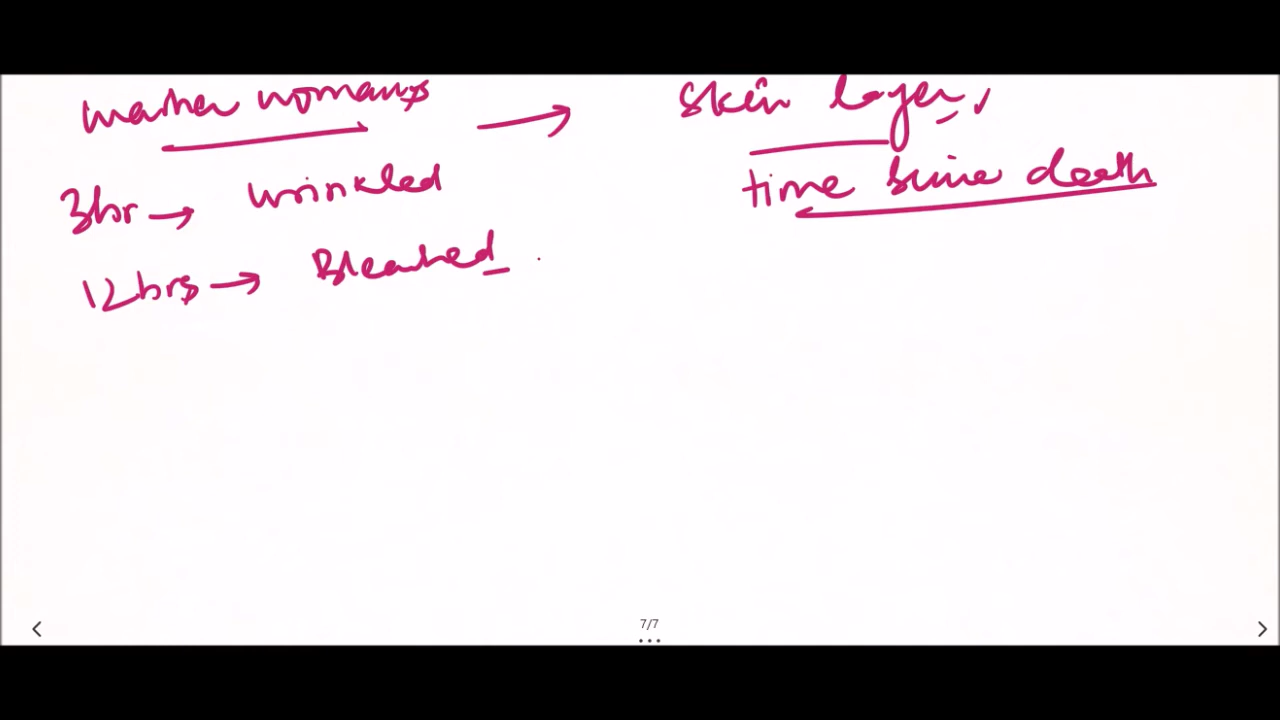 washer womans → skin layer,
time since death
3hr → wrinkled
12hrs → Bleached
7/7